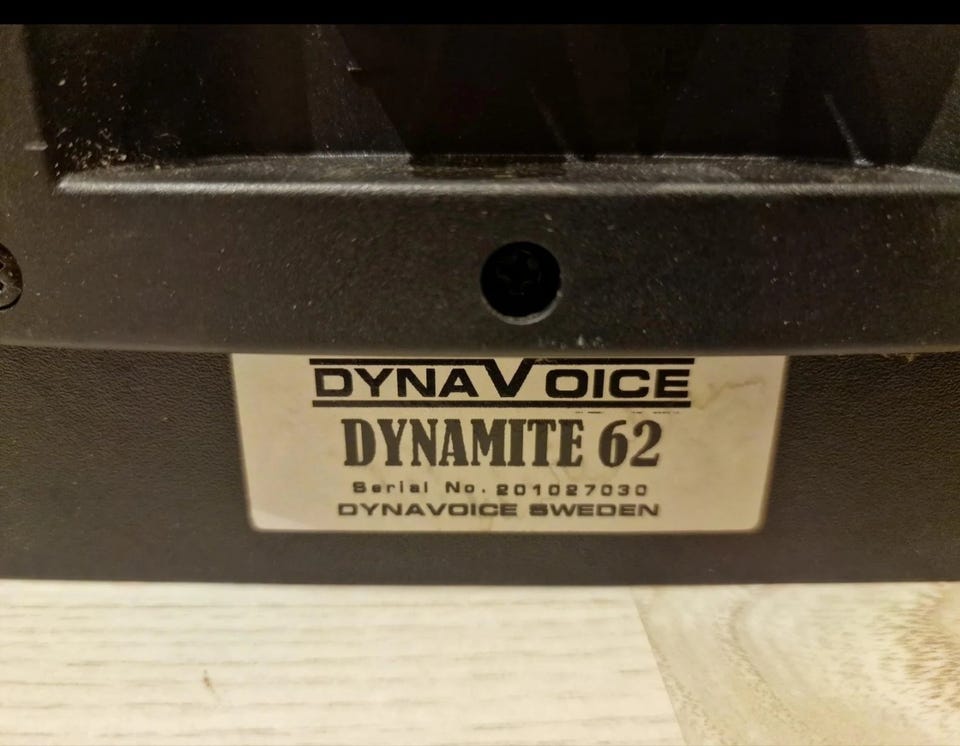 DYNAVOICE
DYNAMITE 62
Serial No. 201027030
DYNAVOICE SWEDEN